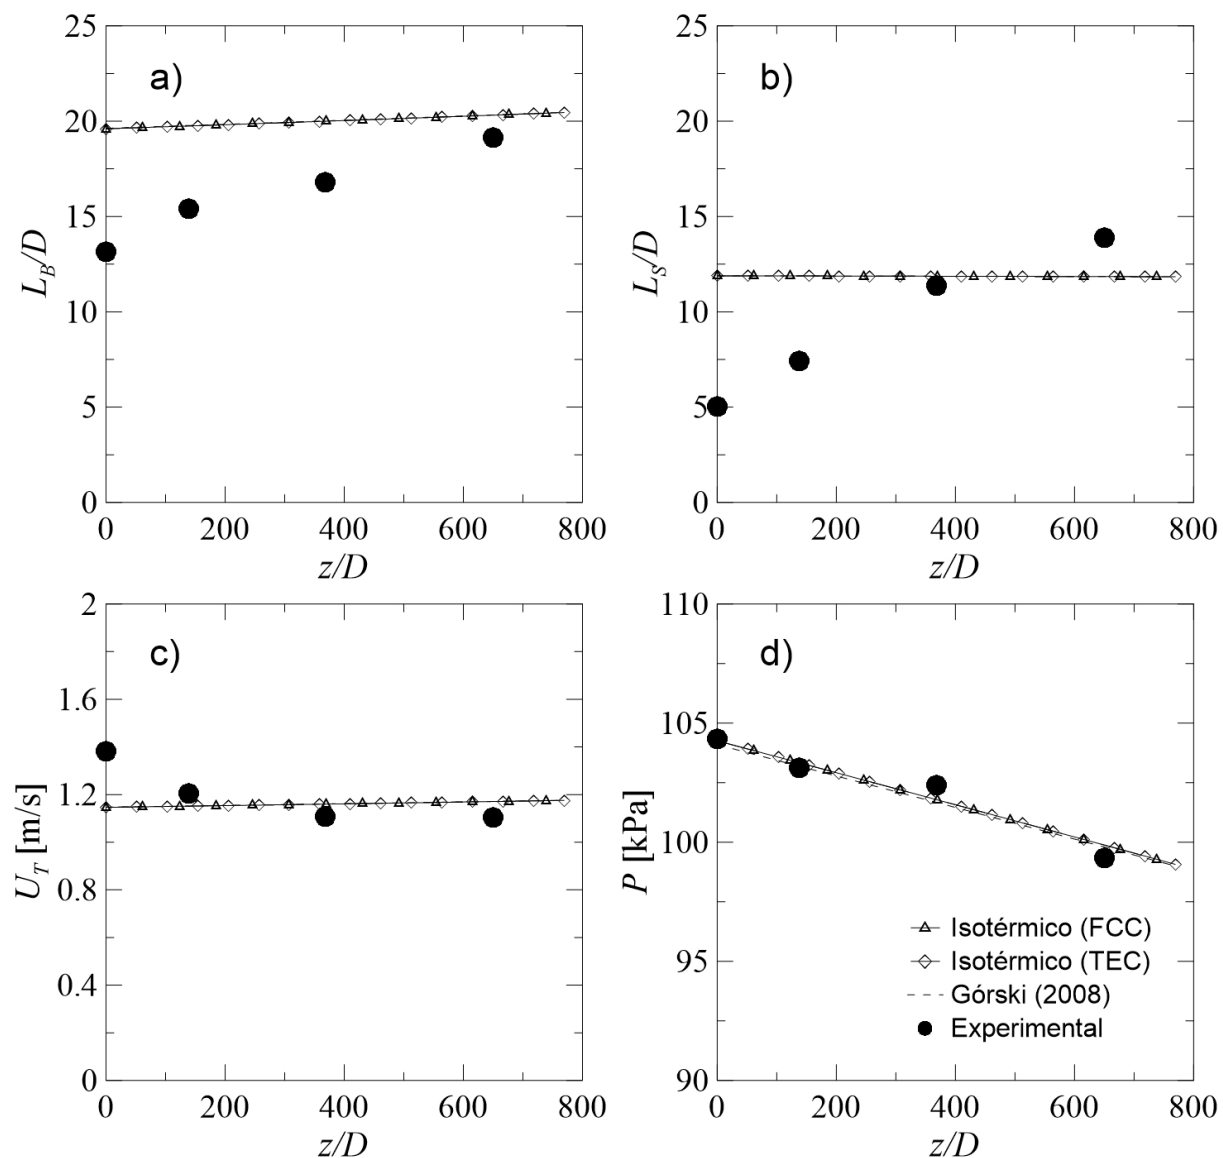 a)
25
20
15
10
5
0
L_B/D
0 200 400 600 800
z/D
b)
25
20
15
10
5
0
L_S/D
0 200 400 600 800
z/D
c)
2
1.6
1.2
0.8
0.4
0
U_T [m/s]
0 200 400 600 800
z/D
d)
110
105
100
95
90
P [kPa]
Isotérmico (FCC)
Isotérmico (TEC)
Górski (2008)
Experimental
0 200 400 600 800
z/D